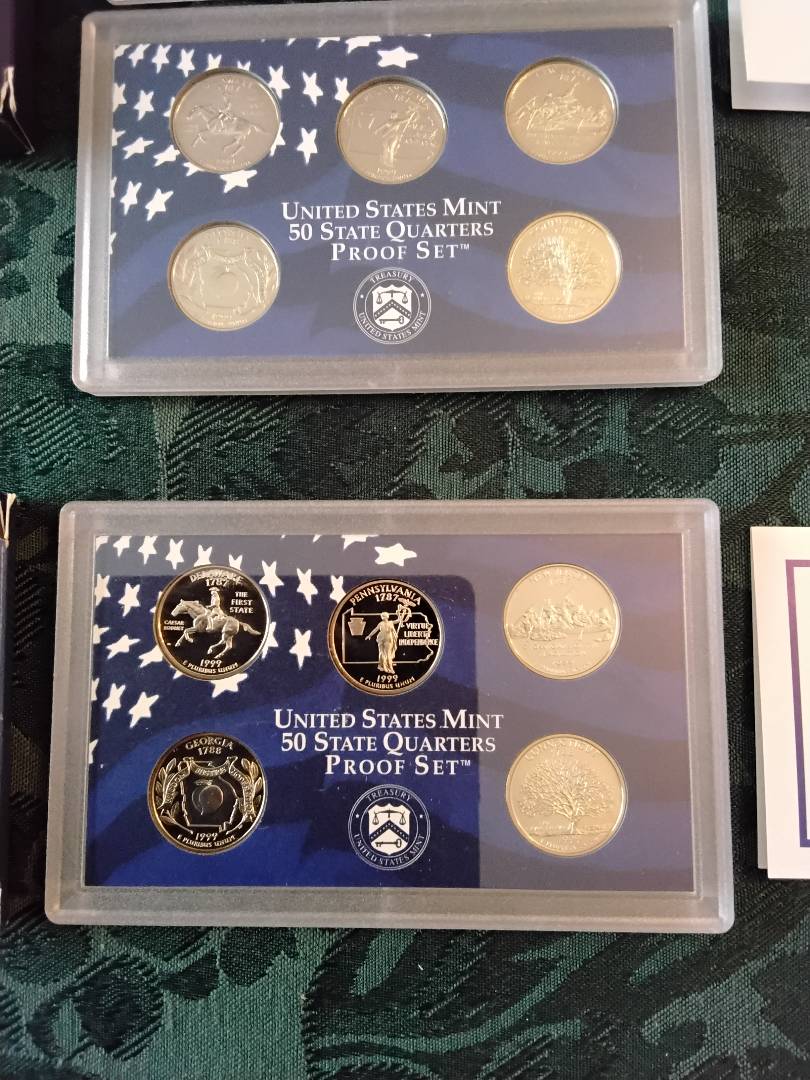 1999
UNITED STATES MINT
50 STATE QUARTERS
PROOF SET™
TREASURY
UNITED STATES MINT
DELAWARE
1787
THE
FIRST
STATE
CAESAR
RODNEY
1999
E PLURIBUS UNUM
PENNSYLVANIA
1787
VIRTUE
LIBERTY
INDEPENDENCE
1999
E PLURIBUS UNUM
GEORGIA
1788
1999
E PLURIBUS UNUM
CONNECTICUT
UNITED STATES MINT
50 STATE QUARTERS
PROOF SET™
TREASURY
UNITED STATES MINT